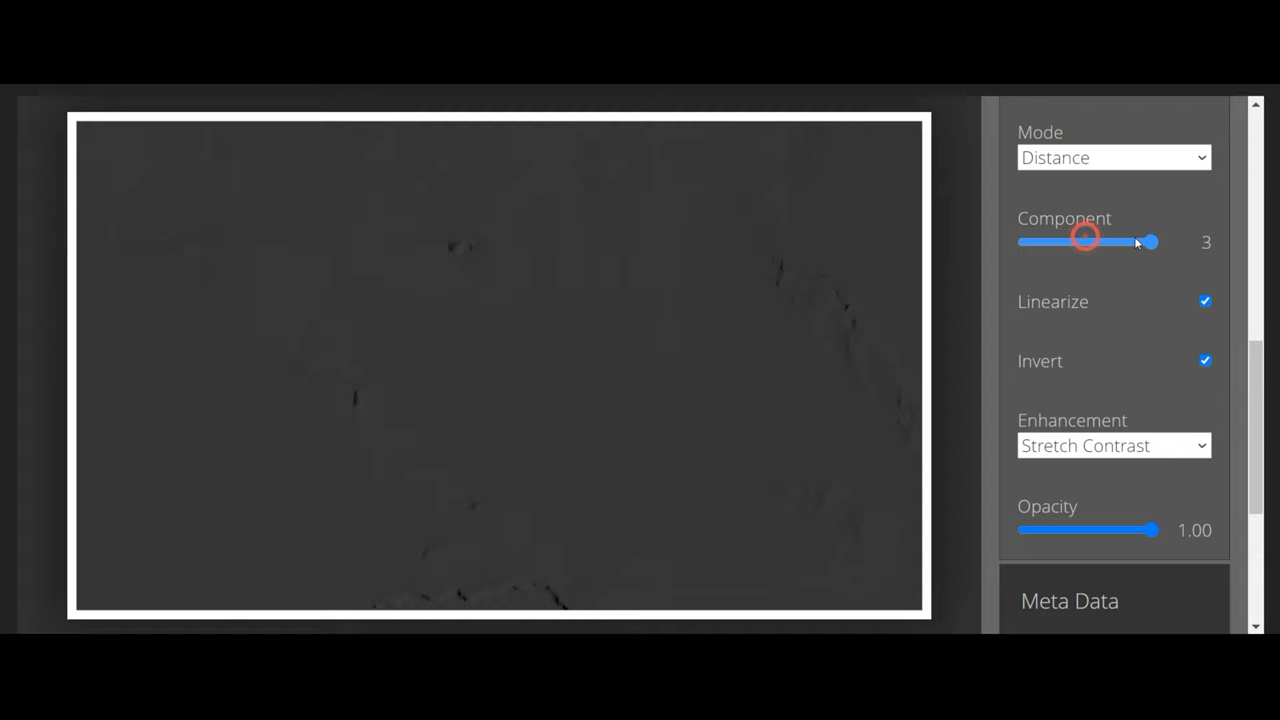 Mode
Distance
Component
3
Linearize
Invert
Enhancement
Stretch Contrast
Opacity
1.00
Meta Data